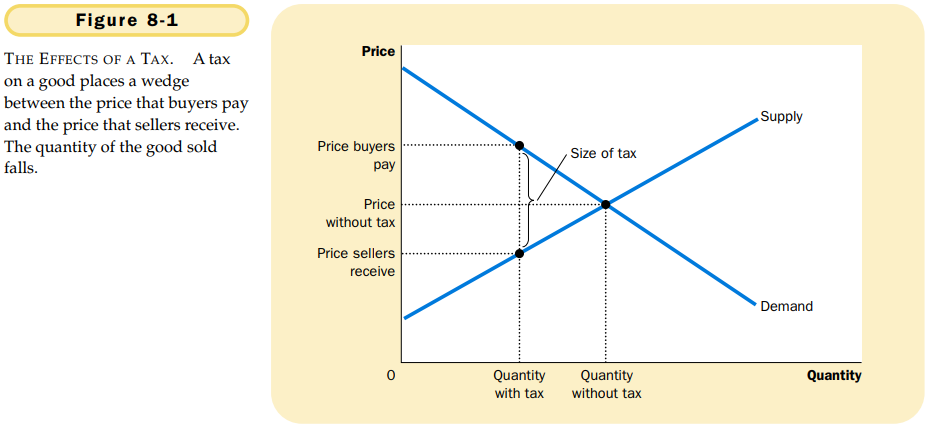 Figure 8-1
THE EFFECTS OF A TAX. A tax
on a good places a wedge
between the price that buyers pay
and the price that sellers receive.
The quantity of the good sold
falls.
Price
Supply
Price buyers
pay
Size of tax
Price
without tax
Price sellers
receive
Demand
0
Quantity
with tax
Quantity
without tax
Quantity